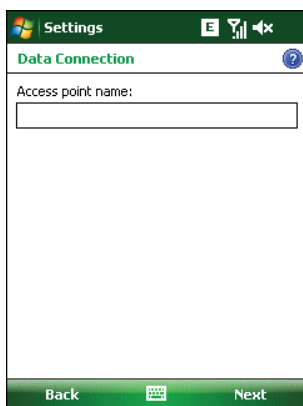 Settings E
Data Connection ?
Access point name:
Back Next